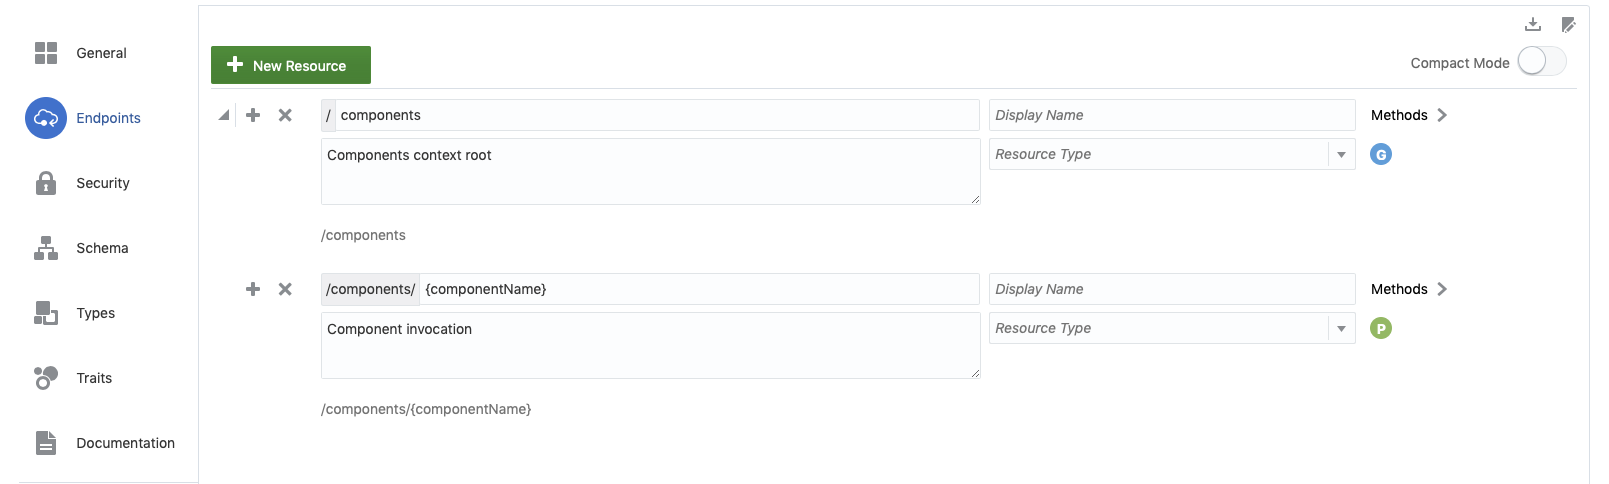 General
Endpoints
Security
Schema
Types
Traits
Documentation
New Resource
Compact Mode
/ components
Display Name
Methods
Components context root
Resource Type
G
/components
/components/ {componentName}
Display Name
Methods
Component invocation
Resource Type
P
/components/{componentName}